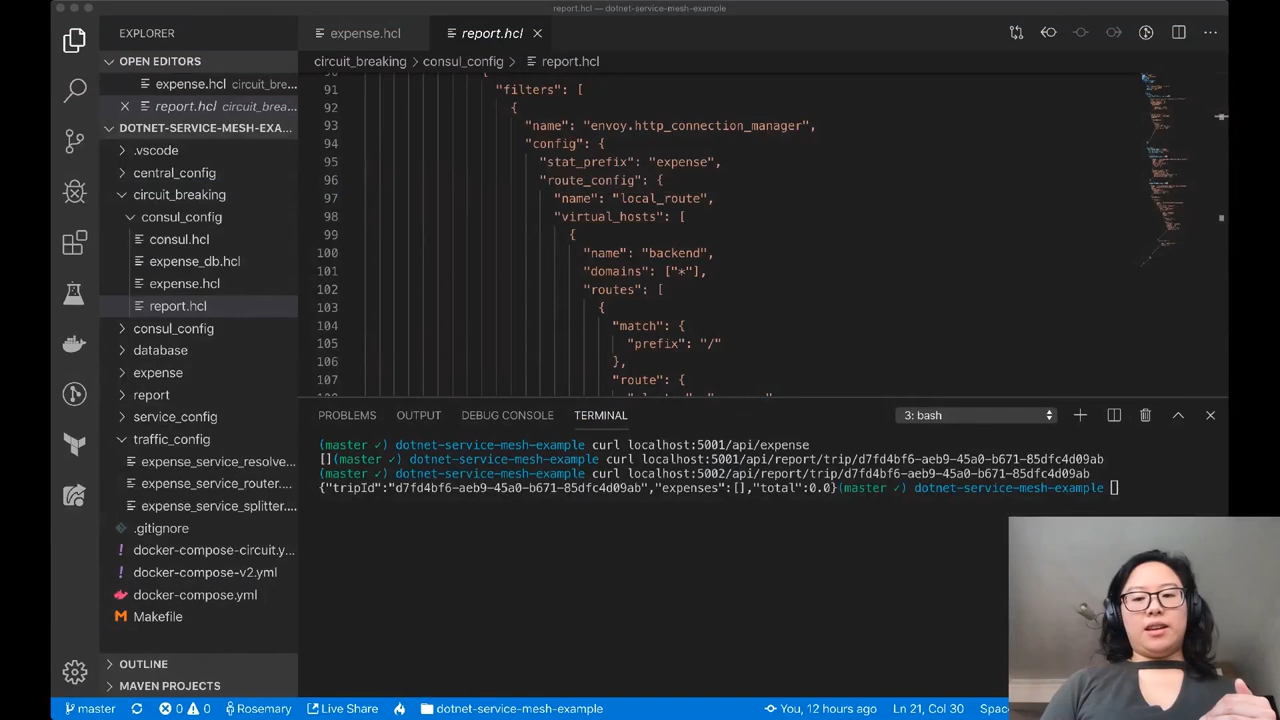 report.hcl — dotnet-service-mesh-example
EXPLORER
expense.hcl
report.hcl
OPEN EDITORS
expense.hcl circuit_bre...
report.hcl circuit_brea...
DOTNET-SERVICE-MESH-EXA...
.vscode
central_config
circuit_breaking
consul_config
consul.hcl
expense_db.hcl
expense.hcl
report.hcl
consul_config
database
expense
report
service_config
traffic_config
expense_service_resolve...
expense_service_router....
expense_service_splitter....
.gitignore
docker-compose-circuit.y...
docker-compose-v2.yml
docker-compose.yml
Makefile
OUTLINE
MAVEN PROJECTS
circuit_breaking > consul_config > report.hcl
91 "filters": [
92 {
93 "name": "envoy.http_connection_manager",
94 "config": {
95 "stat_prefix": "expense",
96 "route_config": {
97 "name": "local_route",
98 "virtual_hosts": [
99 {
100 "name": "backend",
101 "domains": ["*"],
102 "routes": [
103 {
104 "match": {
105 "prefix": "/"
106 },
107 "route": {
PROBLEMS OUTPUT DEBUG CONSOLE TERMINAL 3: bash
(master ✓) dotnet-service-mesh-example curl localhost:5001/api/expense
[](master ✓) dotnet-service-mesh-example curl localhost:5001/api/report/trip/d7fd4bf6-aeb9-45a0-b671-85dfc4d09ab
(master ✓) dotnet-service-mesh-example curl localhost:5002/api/report/trip/d7fd4bf6-aeb9-45a0-b671-85dfc4d09ab
{"tripId":"d7fd4bf6-aeb9-45a0-b671-85dfc4d09ab","expenses":[],"total":0.0}(master ✓) dotnet-service-mesh-example
master 0 0 Rosemary Live Share dotnet-service-mesh-example You, 12 hours ago Ln 21, Col 30 Spac